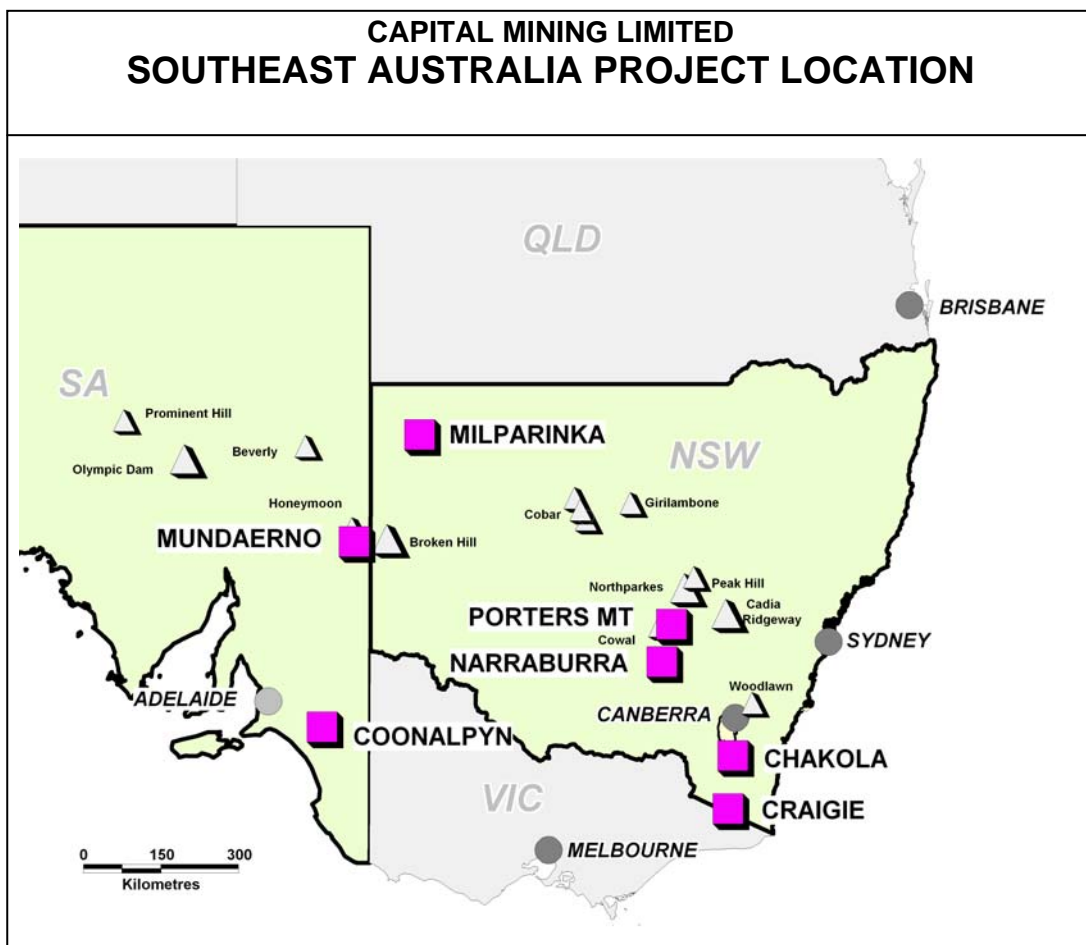 CAPITAL MINING LIMITED
SOUTHEAST AUSTRALIA PROJECT LOCATION
QLD
BRISBANE
SA
Prominent Hill
Olympic Dam
Beverly
MILPARINKA
NSW
Honeymoon
MUNDAERNO
Broken Hill
Cobar
Girilambone
Northparkes
Peak Hill
PORTERS MT
Cadia
Ridgeway
Cowal
SYDNEY
NARRABURRA
Woodlawn
ADELAIDE
CANBERRA
COONALPYN
CHAKOLA
VIC
CRAIGIE
MELBOURNE
0 150 300
Kilometres